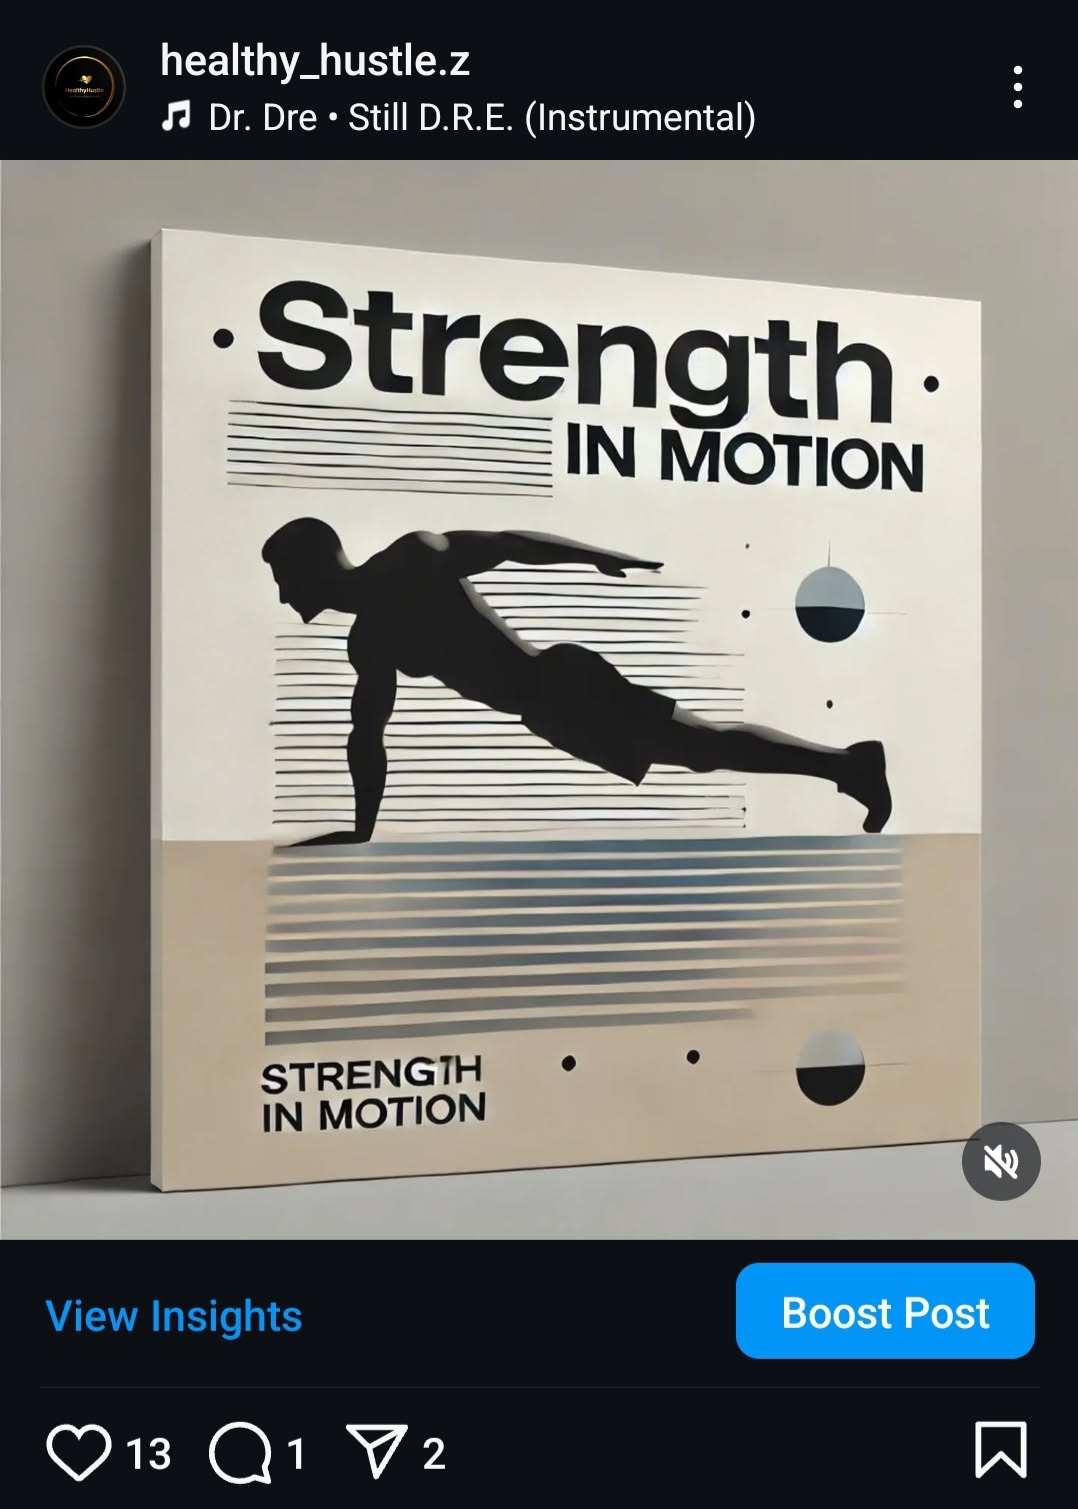 healthy_hustle.z
Dr. Dre • Still D.R.E. (Instrumental)
HealthyHustle
Strength
IN MOTION
STRENGTH
IN MOTION
View Insights
Boost Post
13
1
2